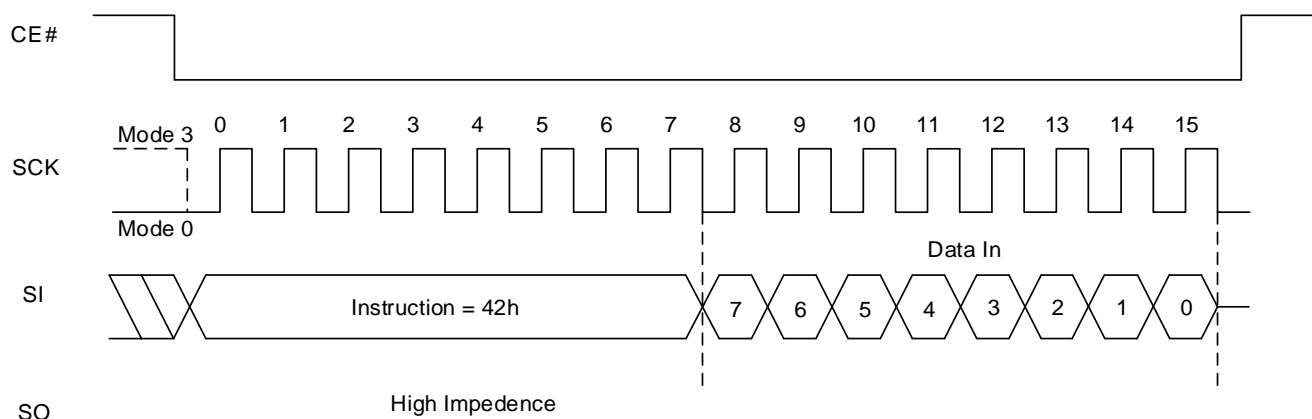 CE#
Mode 3
0 1 2 3 4 5 6 7 8 9 10 11 12 13 14 15
SCK
Mode 0
Data In
SI
Instruction = 42h
7 6 5 4 3 2 1 0
High Impedence
SO